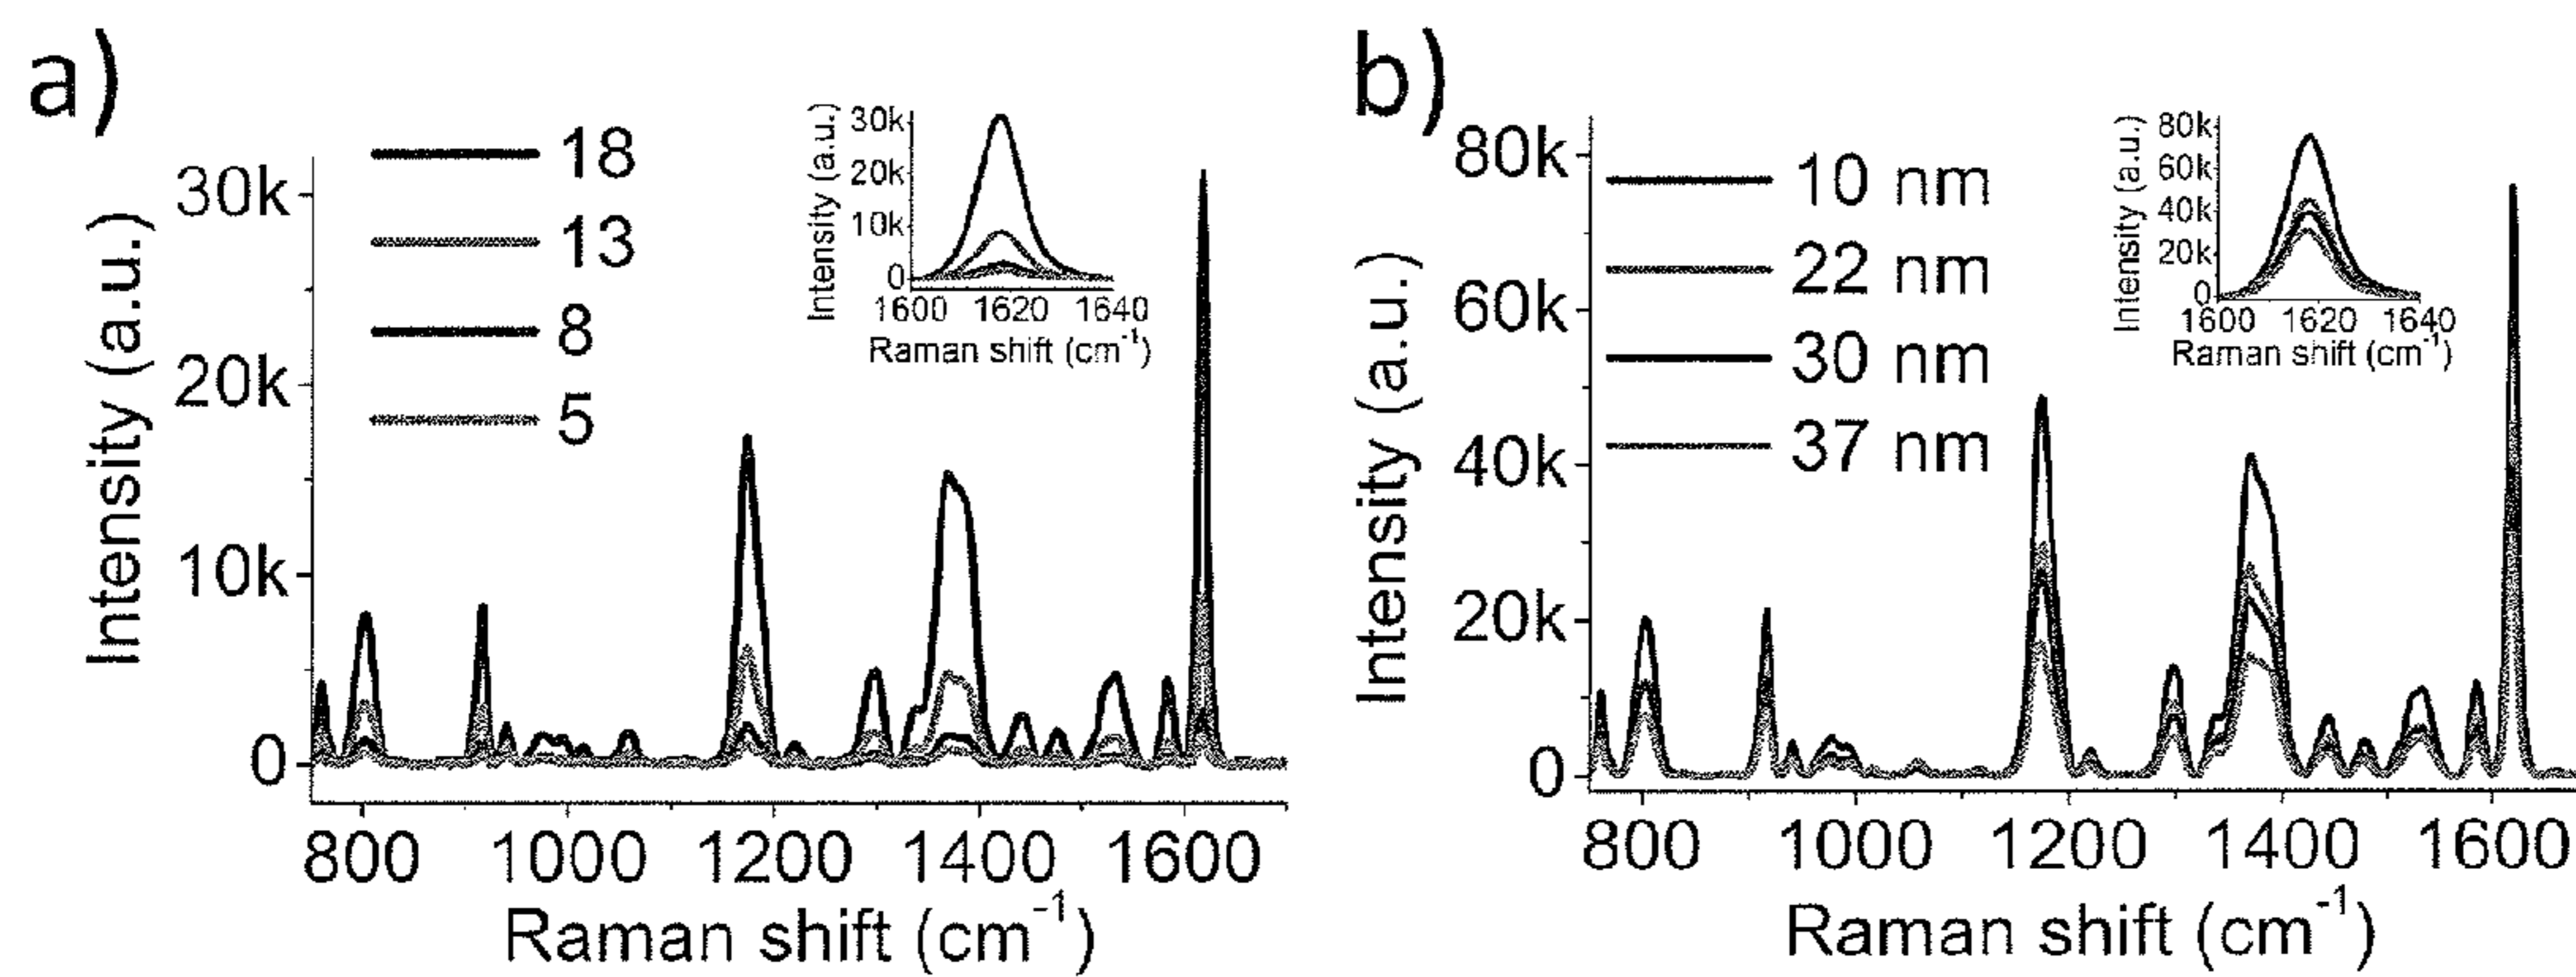 a)
18
13
8
5
Intensity (a.u.)
30k
20k
10k
0
800 1000 1200 1400 1600
Raman shift (cm⁻¹)
Intensity (a.u.)
30k
20k
10k
0
1600 1620 1640
Raman shift (cm⁻¹)
b)
10 nm
22 nm
30 nm
37 nm
Intensity (a.u.)
80k
60k
40k
20k
0
800 1000 1200 1400 1600
Raman shift (cm⁻¹)
Intensity (a.u.)
80k
60k
40k
20k
0
1600 1620 1640
Raman shift (cm⁻¹)